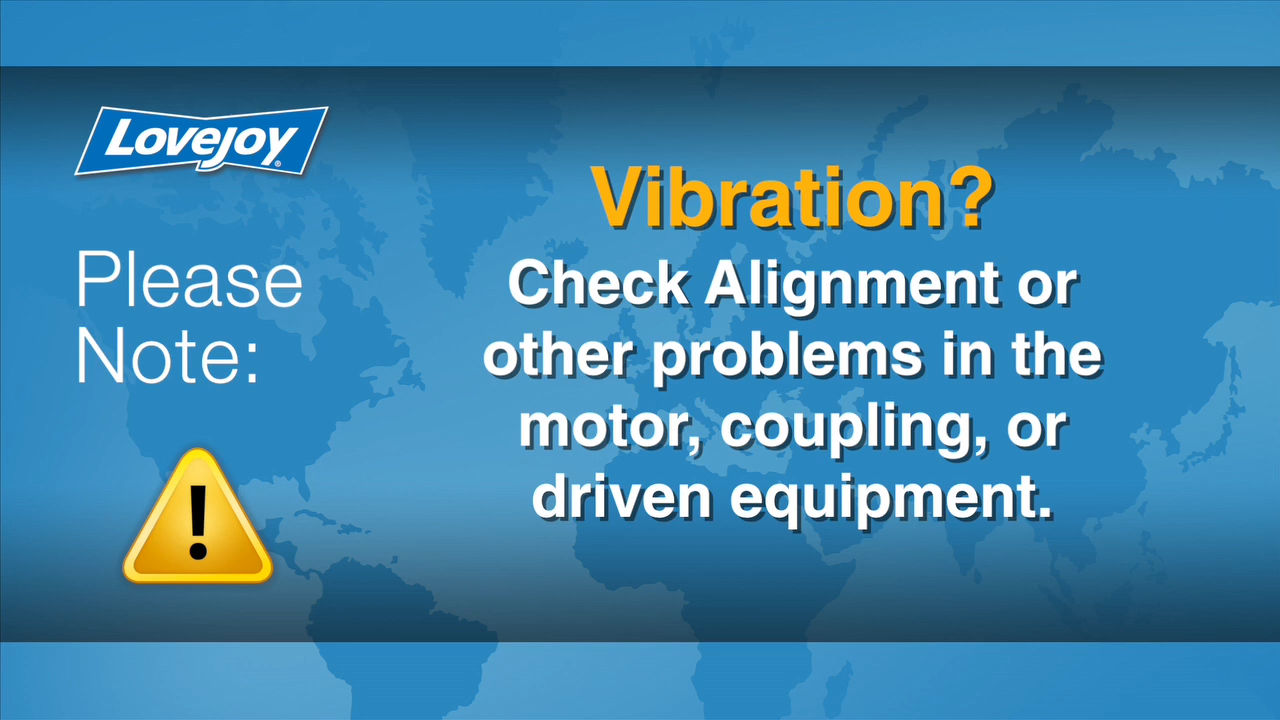 LOVEJOY®
Please
Note:
!
Vibration?
Check Alignment or
other problems in the
motor, coupling, or
driven equipment.